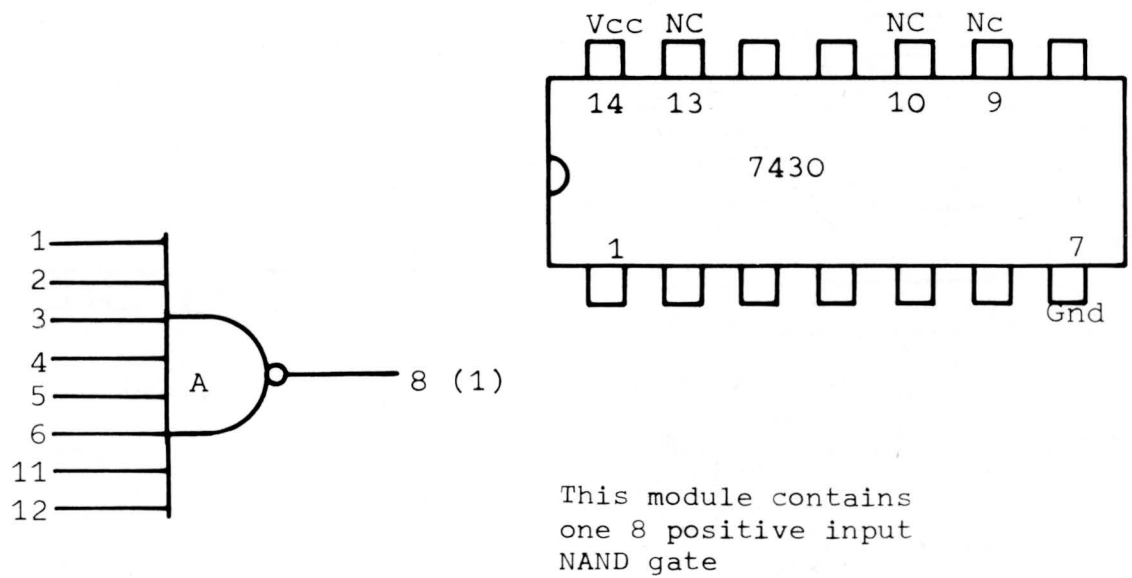 Vcc NC NC Nc
14 13 10 9
7430
1 7
Gnd
1
2
3
4
5
6
11
12
A
8 (1)
This module contains
one 8 positive input
NAND gate